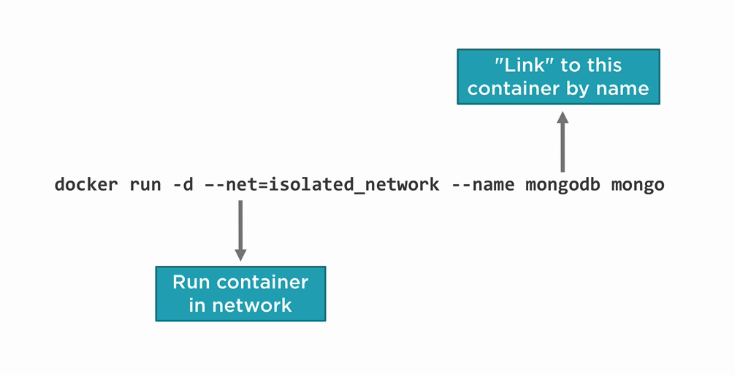 "Link" to this
container by name
docker run -d –-net=isolated_network --name mongodb mongo
Run container
in network